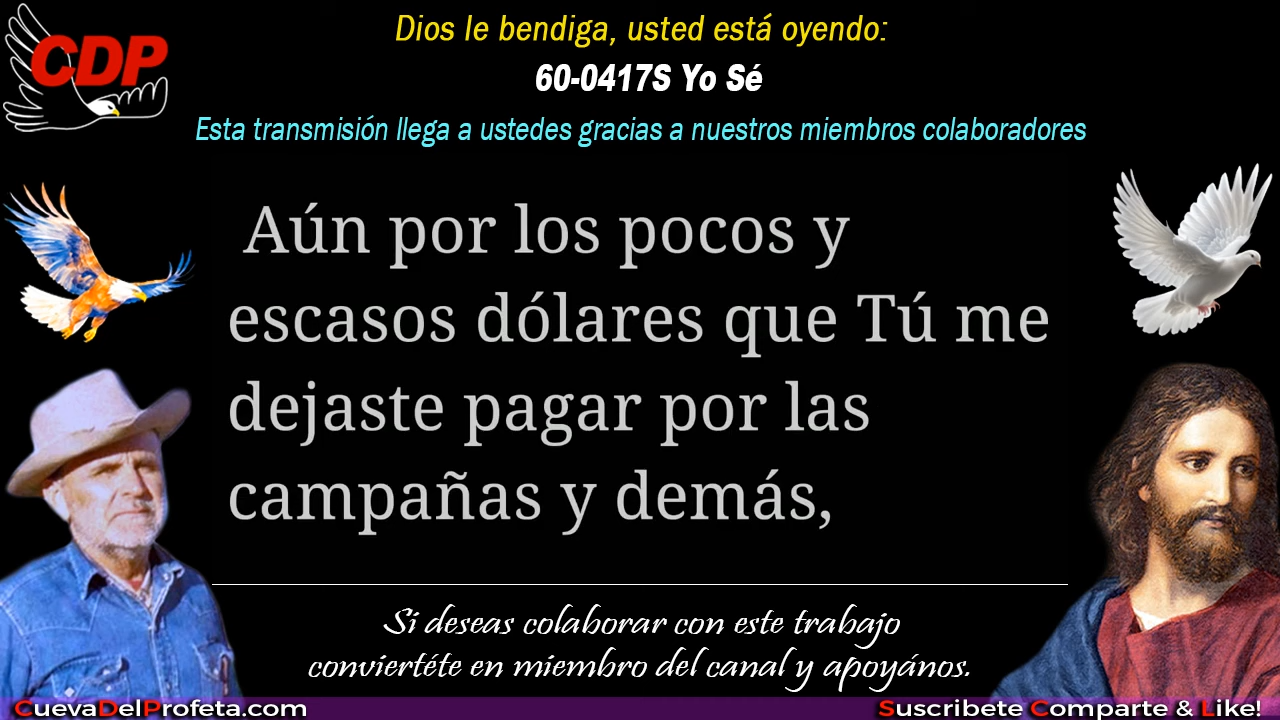 CDP
Dios le bendiga, usted está oyendo:
60-0417S Yo Sé
Esta transmisión llega a ustedes gracias a nuestros miembros colaboradores
Aún por los pocos y
escasos dólares que Tú me
dejaste pagar por las
campañas y demás,
Si deseas colaborar con este trabajo
conviertéte en miembro del canal y apoyános.
CuevaDelProfeta.com
Suscribete Comparte & Like!